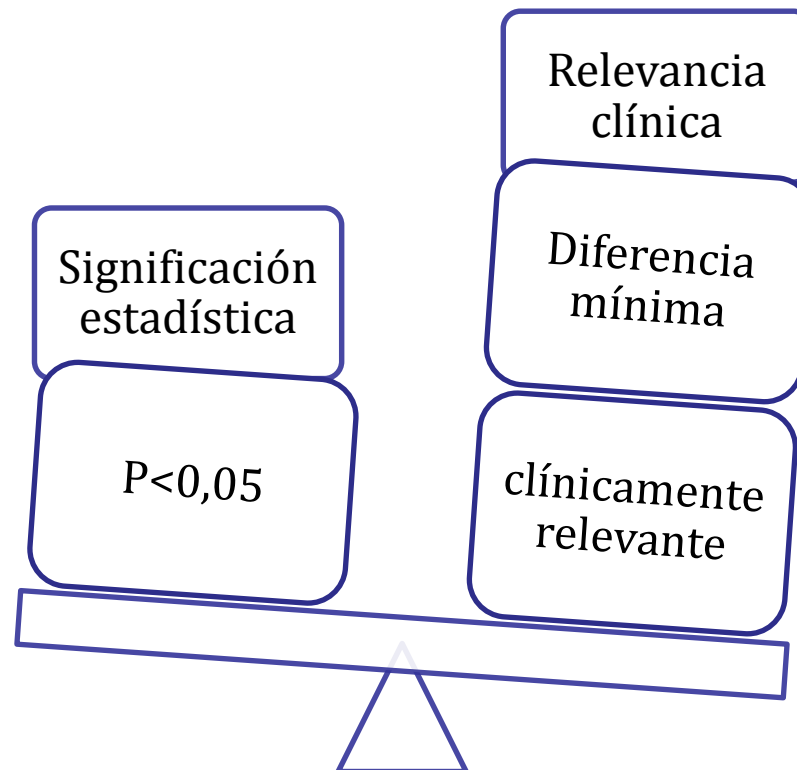 Significación
estadística
P<0,05
Relevancia
clínica
Diferencia
mínima
clínicamente
relevante